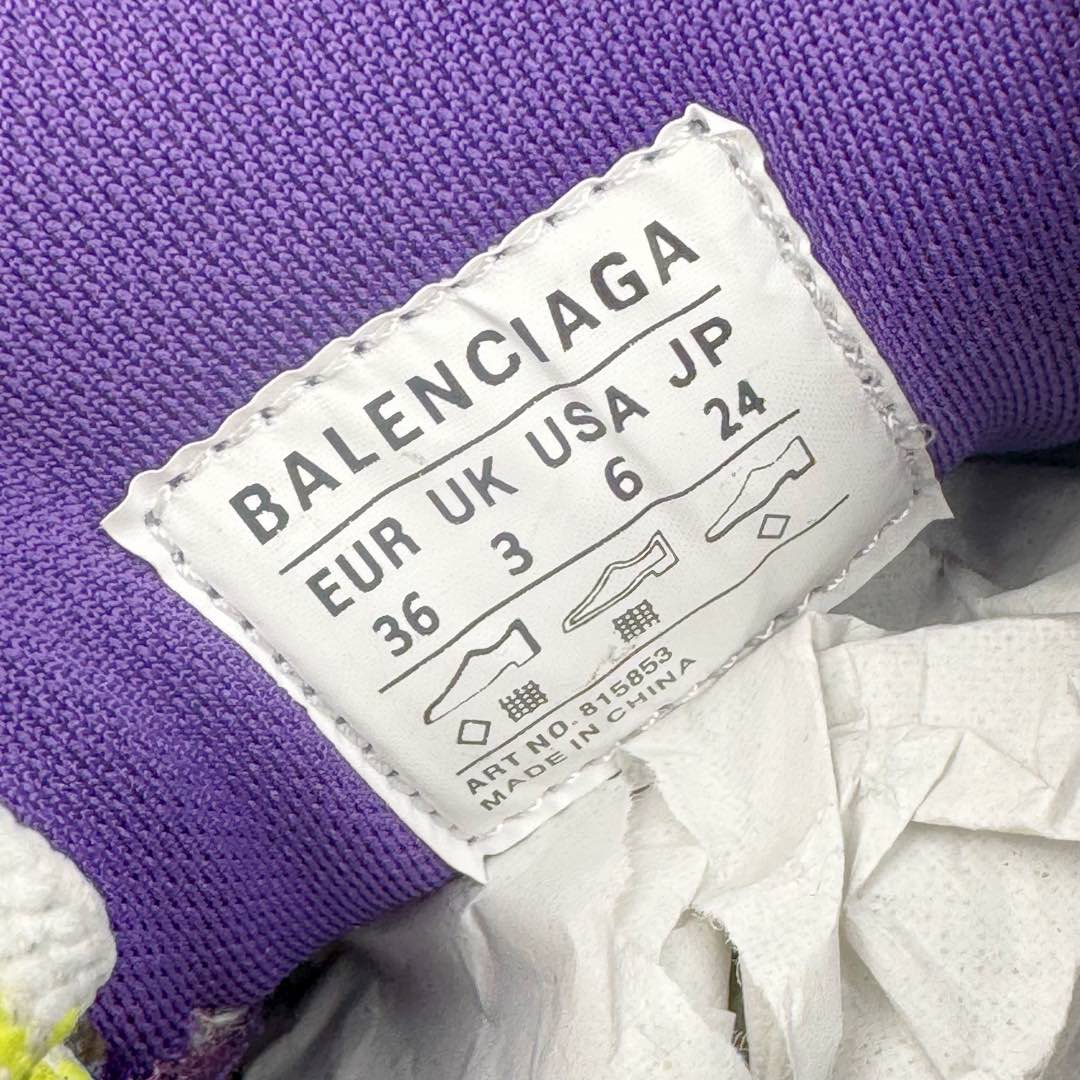 BALENCIAGA
EUR UK USA JP
36 3 6 24
ART NO. 815853
MADE IN CHINA